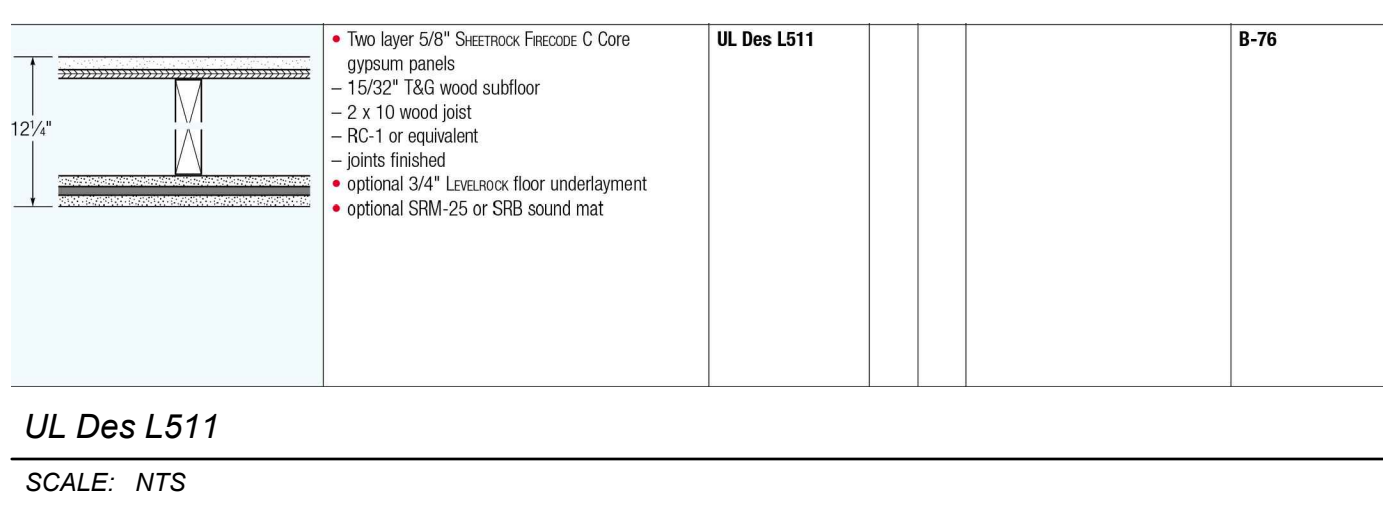 12¼"
• Two layer 5/8" SHEETROCK FIRECODE C Core
gypsum panels
– 15/32" T&G wood subfloor
– 2 x 10 wood joist
– RC-1 or equivalent
– joints finished
• optional 3/4" LEVELROCK floor underlayment
• optional SRM-25 or SRB sound mat
UL Des L511
B-76
UL Des L511
SCALE: NTS